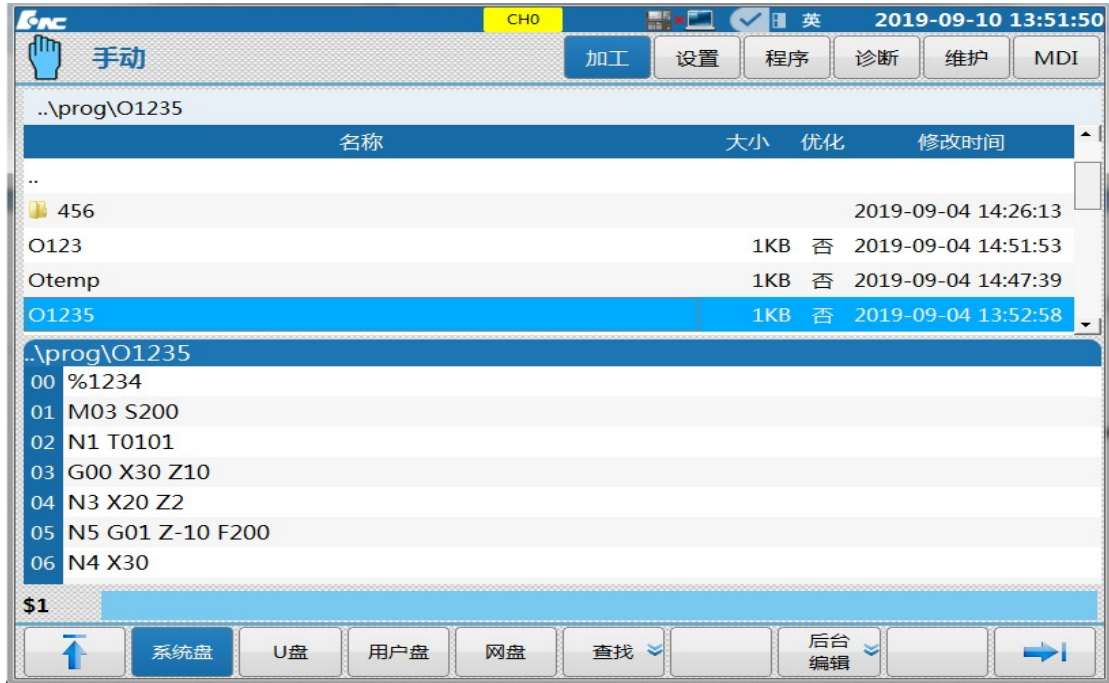 HNC CH0 英 2019-09-10 13:51:50
手动 加工 设置 程序 诊断 维护 MDI
..\prog\O1235
名称 大小 优化 修改时间
..
456 2019-09-04 14:26:13
O123 1KB 否 2019-09-04 14:51:53
Otemp 1KB 否 2019-09-04 14:47:39
O1235 1KB 否 2019-09-04 13:52:58
..\prog\O1235
00 %1234
01 M03 S200
02 N1 T0101
03 G00 X30 Z10
04 N3 X20 Z2
05 N5 G01 Z-10 F200
06 N4 X30
$1
系统盘 U盘 用户盘 网盘 查找 后台
编辑